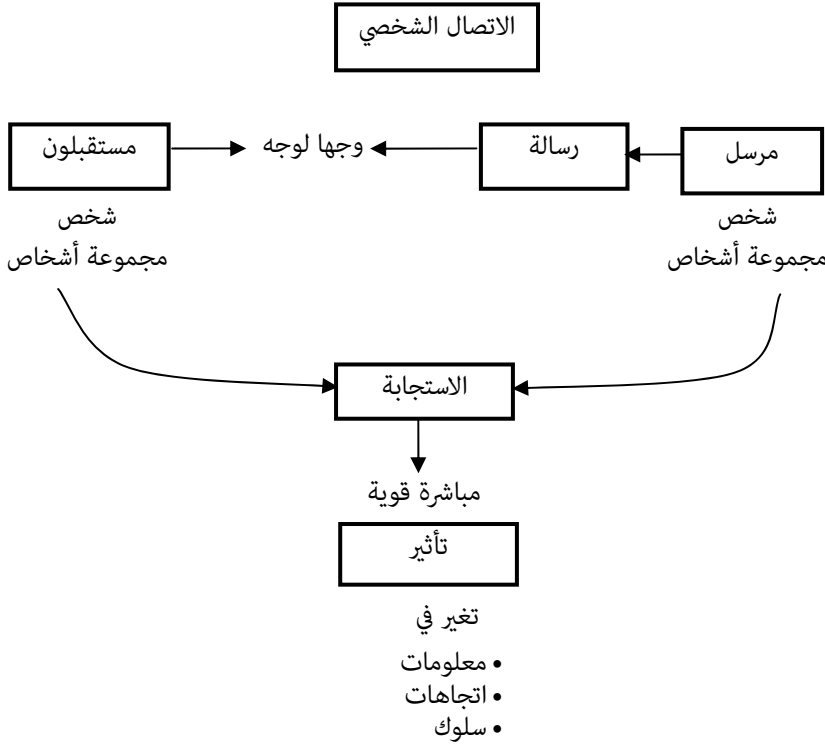 الاتصال الشخصي
مرسل
رسالة
وجها لوجه
مستقبلون
شخص
مجموعة أشخاص
شخص
مجموعة أشخاص
الاستجابة
مباشرة قوية
تأثير
تغير في
• معلومات
• اتجاهات
• سلوك